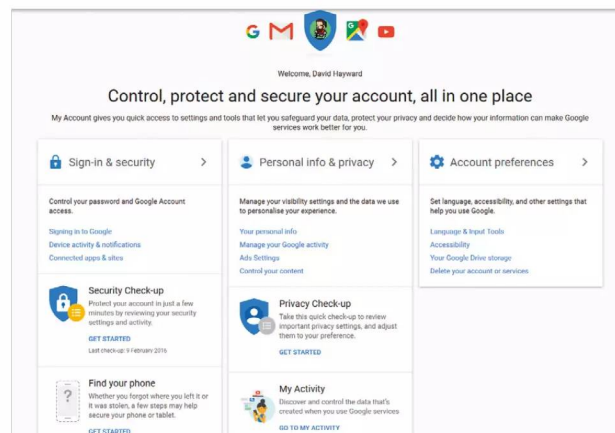 Welcome, David Hayward
Control, protect and secure your account, all in one place
My Account gives you quick access to settings and tools that let you safeguard your data, protect your privacy and decide how your information can make Google
services work better for you.
Sign-in & security
Control your password and Google Account
access.
Signing in to Google
Device activity & notifications
Connected apps & sites
Security Check-up
Protect your account in just a few
minutes by reviewing your security
settings and activity.
GET STARTED
Last check-up: 9 February 2016
Find your phone
Whether you forgot where you left it or
it was stolen, a few steps may help
secure your phone or tablet.
GET STARTED
Personal info & privacy
Manage your visibility settings and the data we use
to personalise your experience.
Your personal info
Manage your Google activity
Ads Settings
Control your content
Privacy Check-up
Take this quick check-up to review
important privacy settings, and adjust
them to your preference.
GET STARTED
My Activity
Discover and control the data that's
created when you use Google services
GO TO MY ACTIVITY
Account preferences
Set language, accessibility, and other settings that
help you use Google.
Language & Input Tools
Accessibility
Your Google Drive storage
Delete your account or services